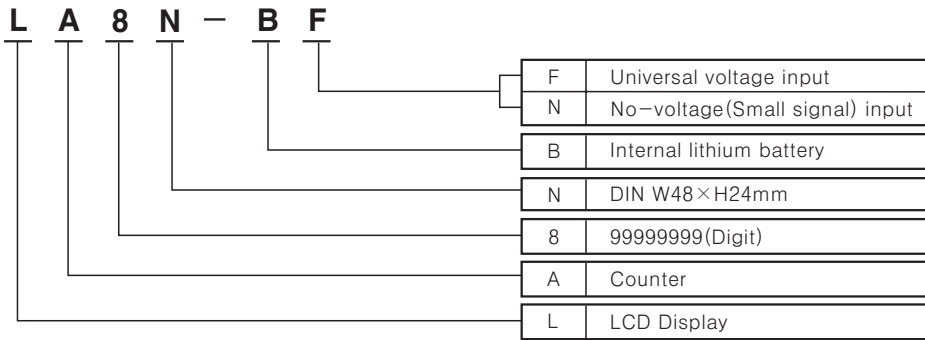 L A 8 N － B F
F Universal voltage input
N No－voltage(Small signal) input
B Internal lithium battery
N DIN W48×H24mm
8 99999999(Digit)
A Counter
L LCD Display